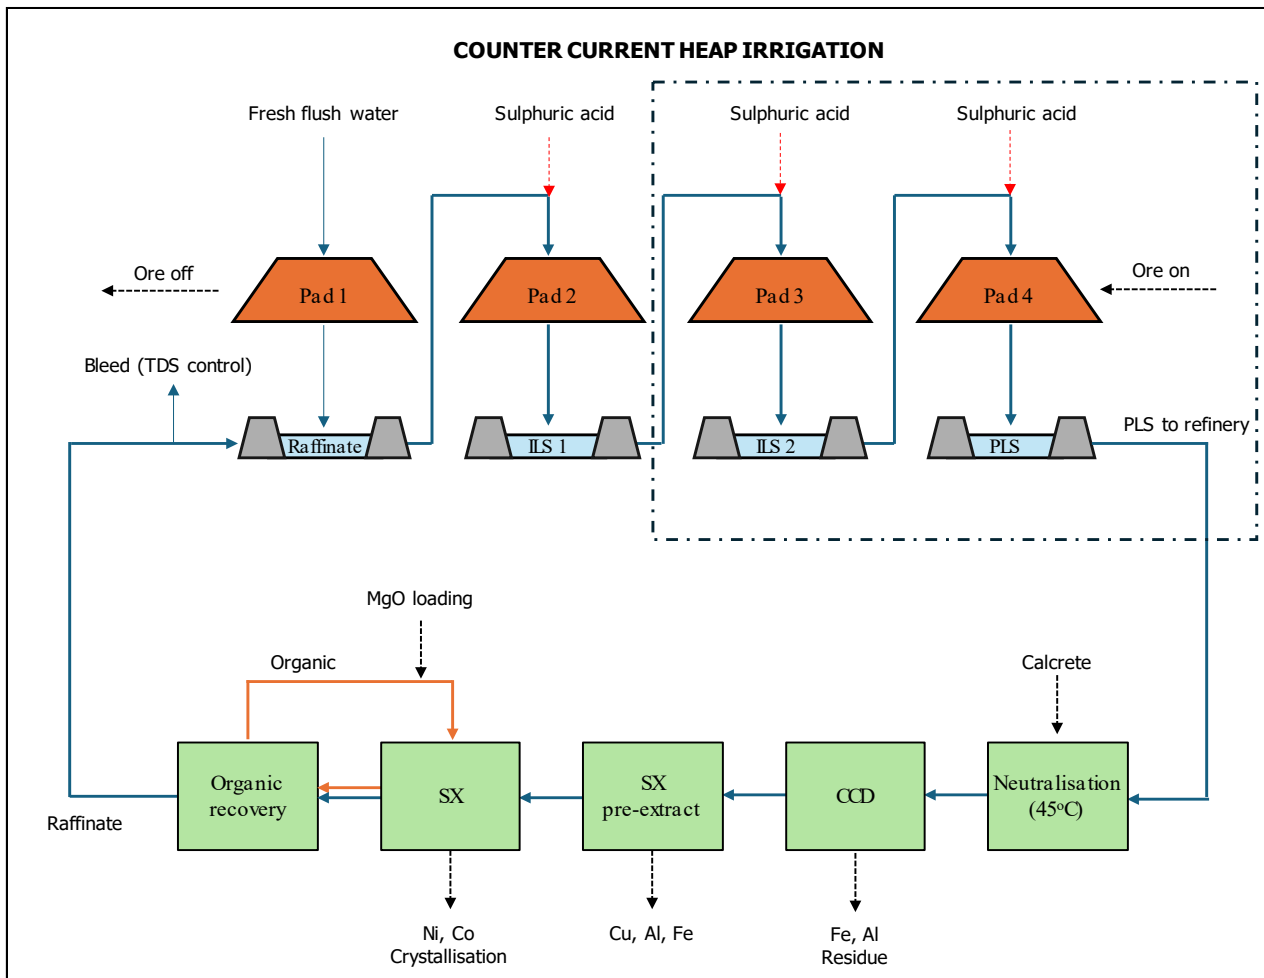 COUNTER CURRENT HEAP IRRIGATION
Fresh flush water
Sulphuric acid
Sulphuric acid
Sulphuric acid
Ore off
Pad 1
Pad 2
Pad 3
Pad 4
Ore on
Bleed (TDS control)
Raffinate
ILS 1
ILS 2
PLS
PLS to refinery
MgO loading
Organic
Calcrete
Organic
recovery
SX
SX
pre-extract
CCD
Neutralisation
(45°C)
Raffinate
Ni, Co
Crystallisation
Cu, Al, Fe
Fe, Al
Residue